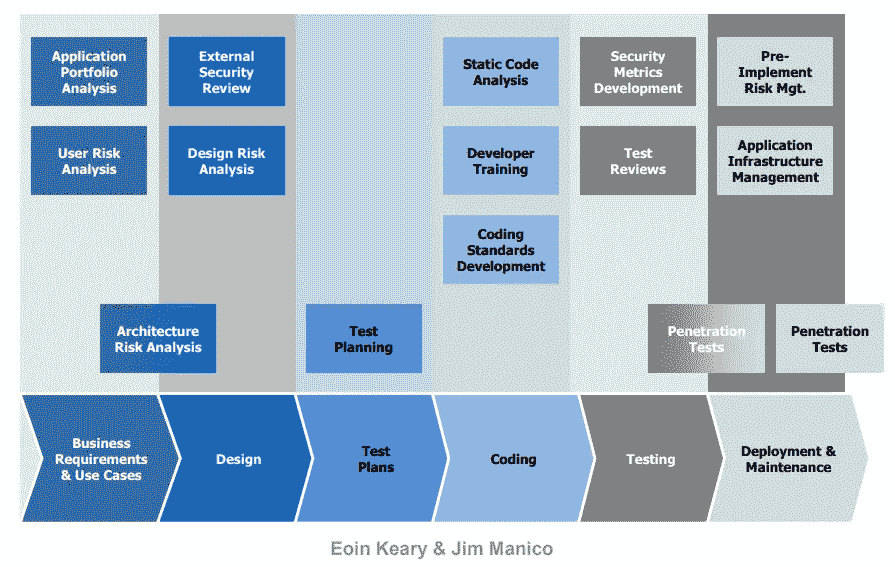 Application
Portfolio
Analysis
External
Security
Review
Static Code
Analysis
Security
Metrics
Development
Pre-
Implement
Risk Mgt.
User Risk
Analysis
Design Risk
Analysis
Developer
Training
Test
Reviews
Application
Infrastructure
Management
Coding
Standards
Development
Architecture
Risk Analysis
Test
Planning
Penetration
Tests
Penetration
Tests
Business
Requirements
& Use Cases
Design
Test
Plans
Coding
Testing
Deployment &
Maintenance
Eoin Keary & Jim Manico